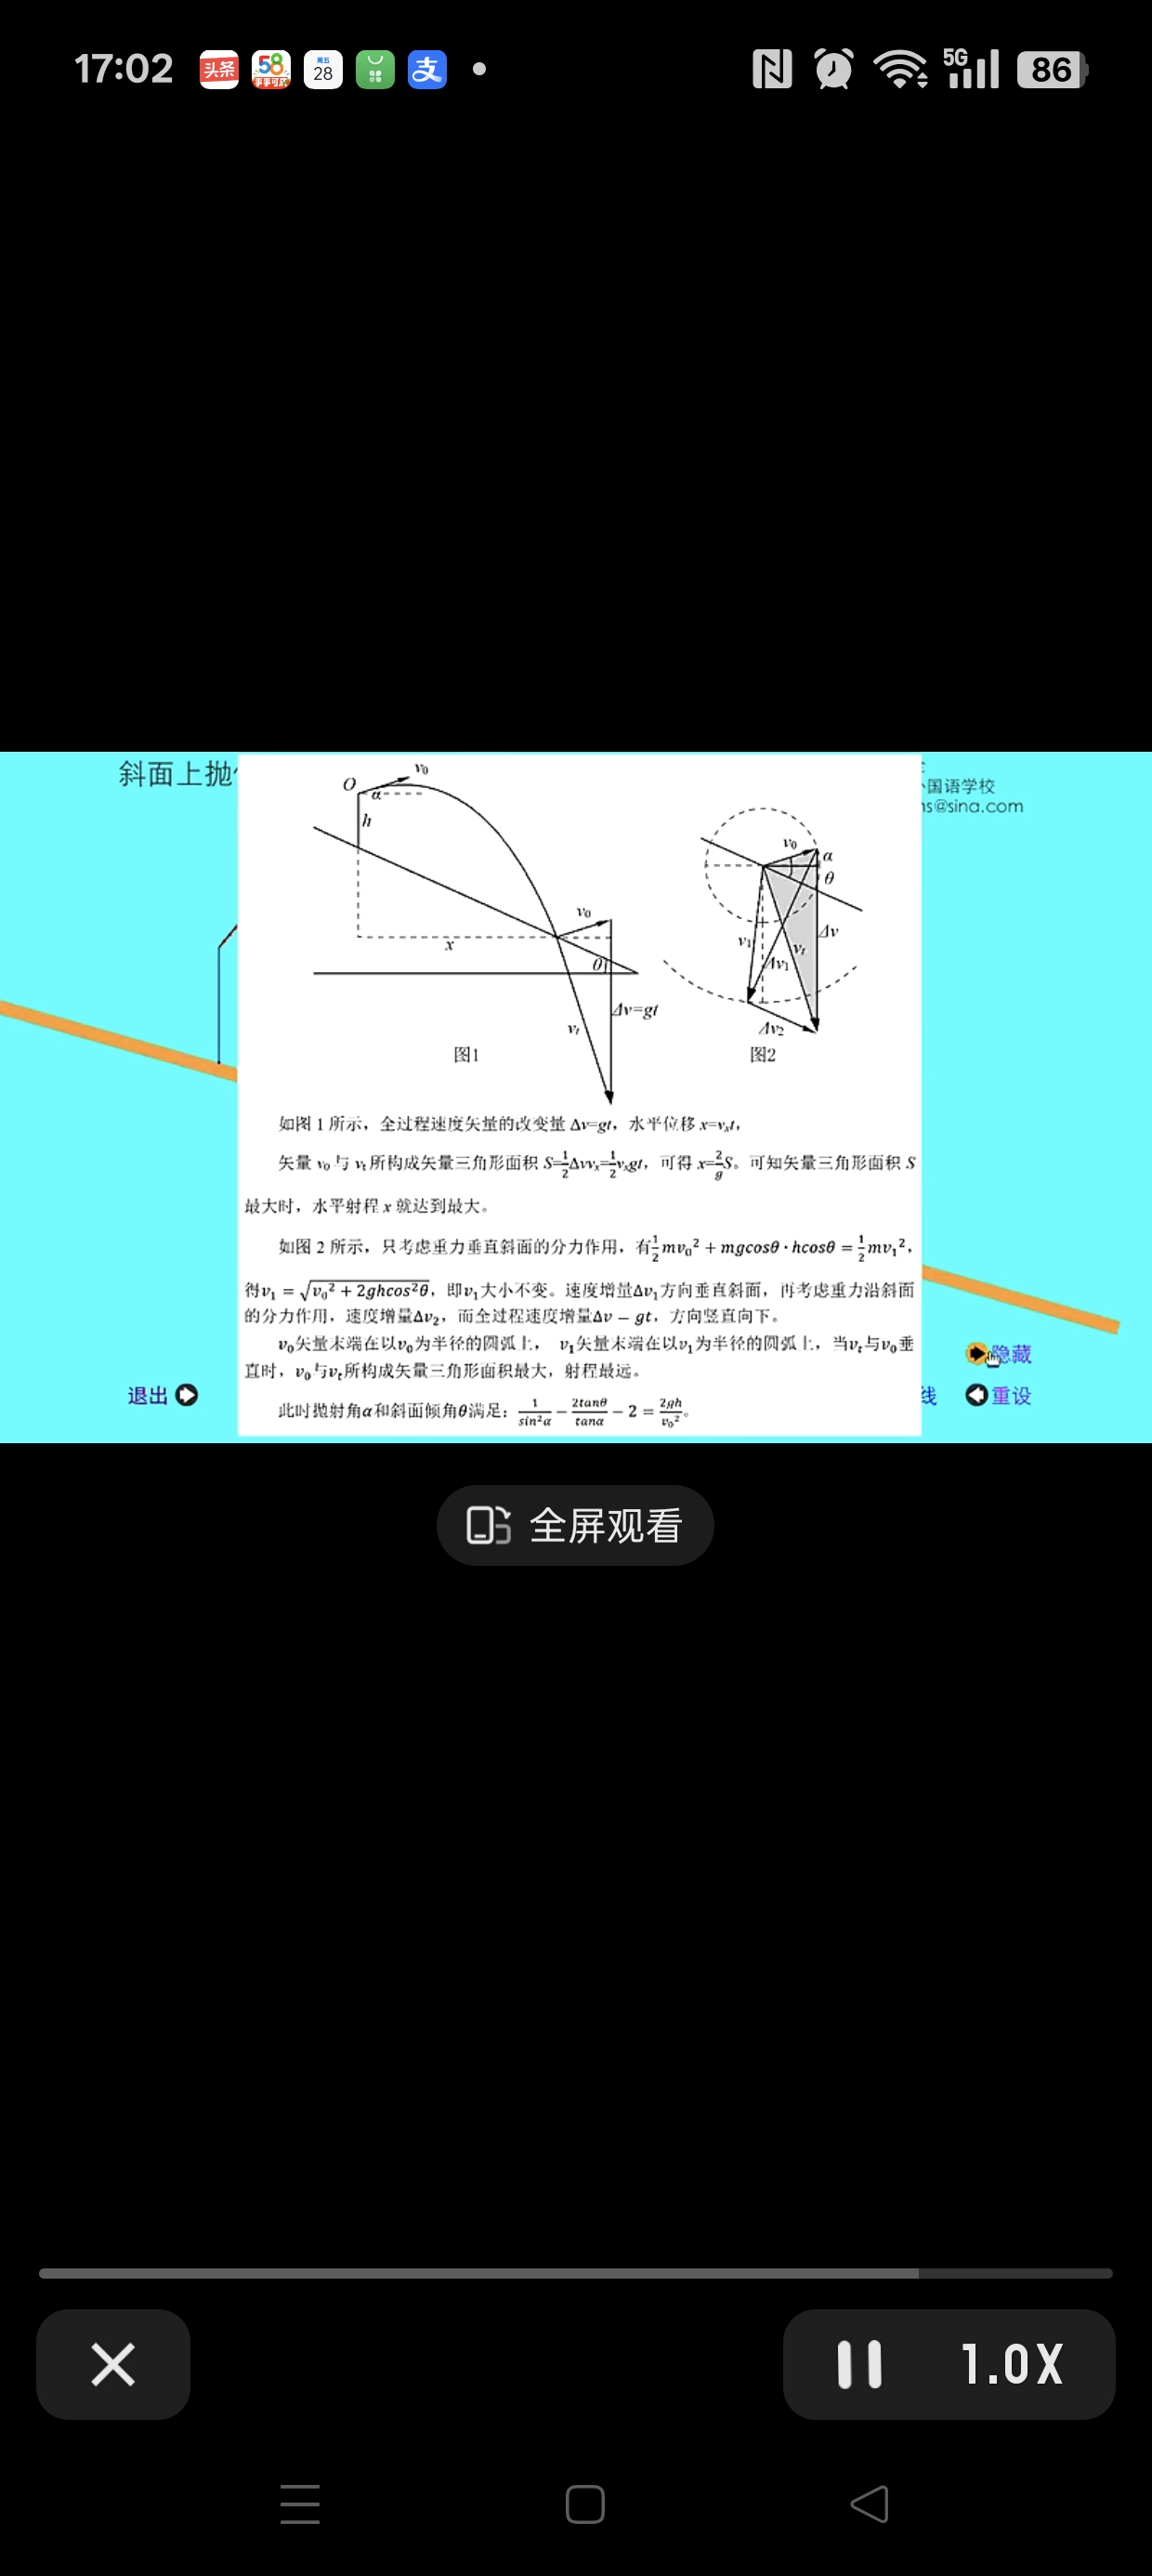 17:02
头条
58
周五
28
支
5G
86
斜面上抛
国语学校
s@sina.com
O
v₀
α
h
x
v₀
θ
Δv=gt
vₜ
图1
v₀
α
θ
v₁
Δv₁
vₜ
Δv
Δv₂
图2
如图 1 所示，全过程速度矢量的改变量 Δv=gt，水平位移 x=vₓt，
矢量 v₀ 与 vₜ 所构成矢量三角形面积 S=½Δvvₓ=½vₓgt，可得 x=2/g S。可知矢量三角形面积 S
最大时，水平射程 x 就达到最大。
如图 2 所示，只考虑重力垂直斜面的分力作用，有½mv₀² + mgcosθ·hcosθ = ½mv₁²，
得v₁ = √(v₀² + 2ghcos²θ)，即v₁大小不变。速度增量Δv₁方向垂直斜面，再考虑重力沿斜面
的分力作用，速度增量Δv₂，而全过程速度增量Δv = gt，方向竖直向下。
v₀矢量末端在以v₀为半径的圆弧上， v₁矢量末端在以v₁为半径的圆弧上，当vₜ与v₀垂
直时，v₀与vₜ所构成矢量三角形面积最大，射程最远。
此时抛射角α和斜面倾角θ满足：1/sin²α − 2tanθ/tanα − 2 = 2gh/v₀²。
隐藏
退出
线
重设
全屏观看
1.0X